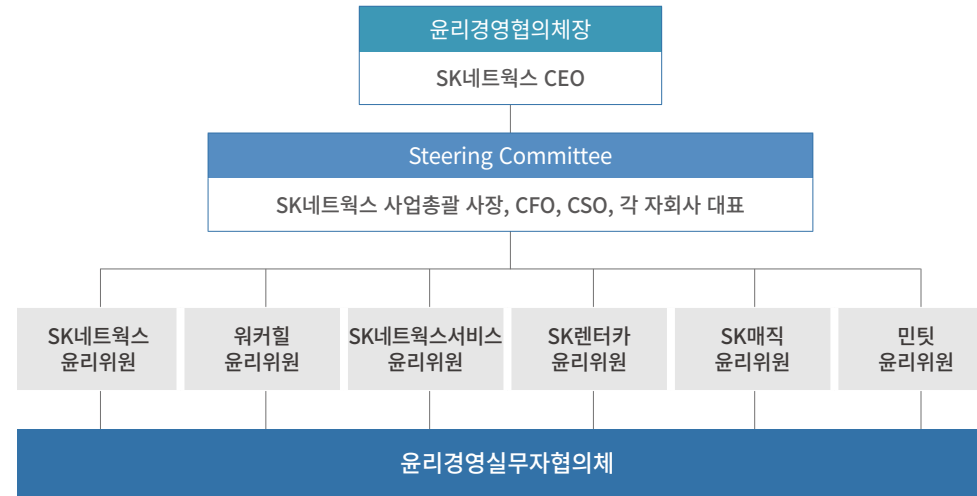 윤리경영협의체장
SK네트웍스 CEO
Steering Committee
SK네트웍스 사업총괄 사장, CFO, CSO, 각 자회사 대표
SK네트웍스
윤리위원
워커힐
윤리위원
SK네트웍스서비스
윤리위원
SK렌터카
윤리위원
SK매직
윤리위원
민팃
윤리위원
윤리경영실무자협의체